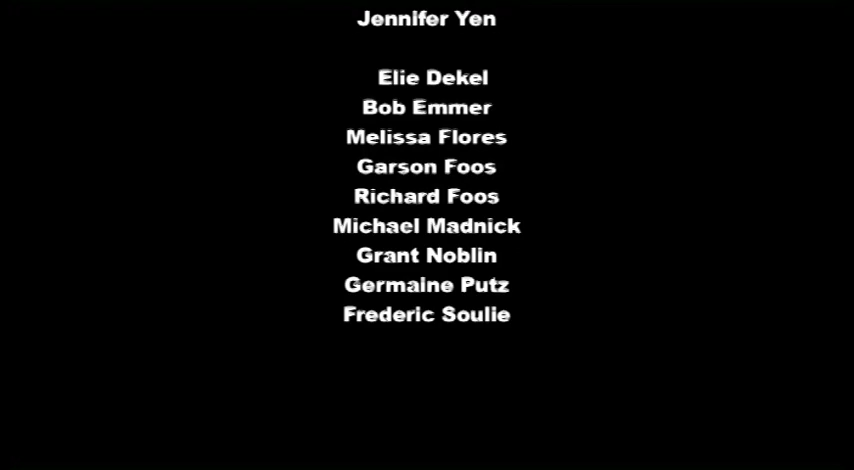 Jennifer Yen
Elie Dekel
Bob Emmer
Melissa Flores
Garson Foos
Richard Foos
Michael Madnick
Grant Noblin
Germaine Putz
Frederic Soulie